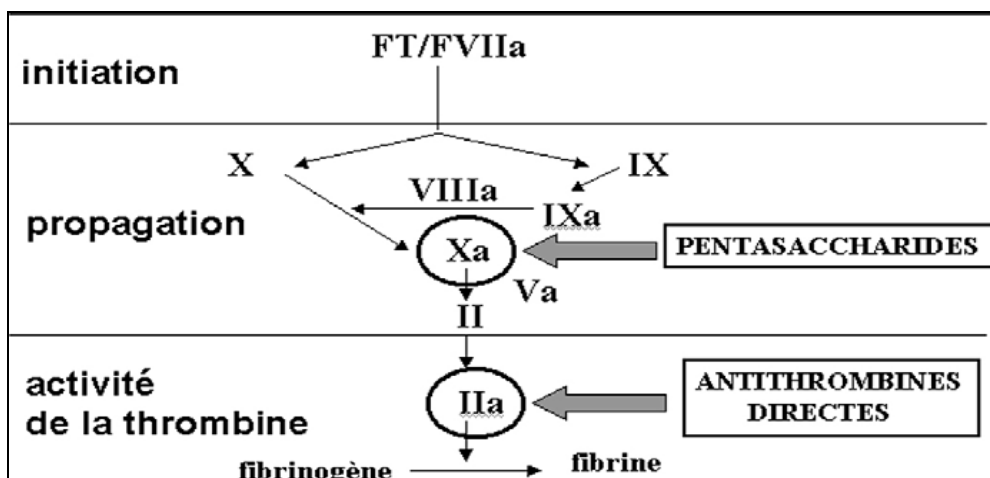 FT/FVIIa
initiation
X
IX
VIIIa
propagation
IXa
Xa
PENTASACCHARIDES
Va
II
activité
de la thrombine
IIa
ANTITHROMBINES
DIRECTES
fibrinogène
fibrine